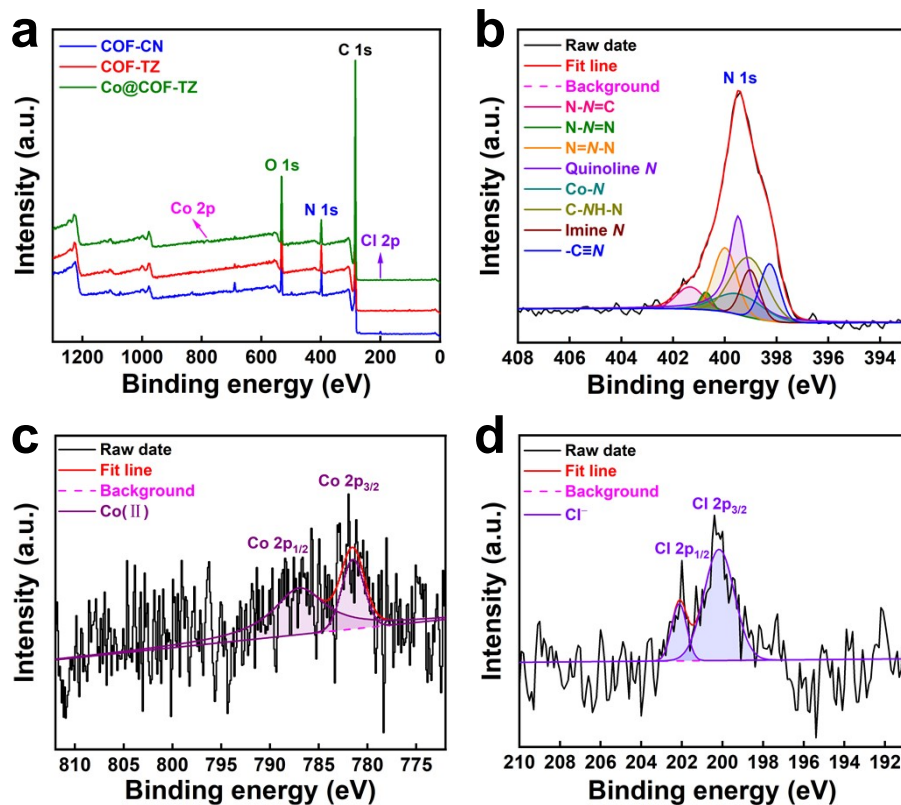 a
COF-CN
COF-TZ
Co@COF-TZ
C 1s
O 1s
Co 2p
N 1s
Cl 2p
Intensity (a.u.)
1200 1000 800 600 400 200 0
Binding energy (eV)
b
Raw date
Fit line
Background
N-N=C
N-N=N
N=N-N
Quinoline N
Co-N
C-NH-N
Imine N
-C≡N
N 1s
Intensity (a.u.)
408 406 404 402 400 398 396 394
Binding energy (eV)
c
Raw date
Fit line
Background
Co(Ⅱ)
Co 2p3/2
Co 2p1/2
Intensity (a.u.)
810 805 800 795 790 785 780 775
Binding energy (eV)
d
Raw date
Fit line
Background
Cl⁻
Cl 2p3/2
Cl 2p1/2
Intensity (a.u.)
210 208 206 204 202 200 198 196 194 192
Binding energy (eV)